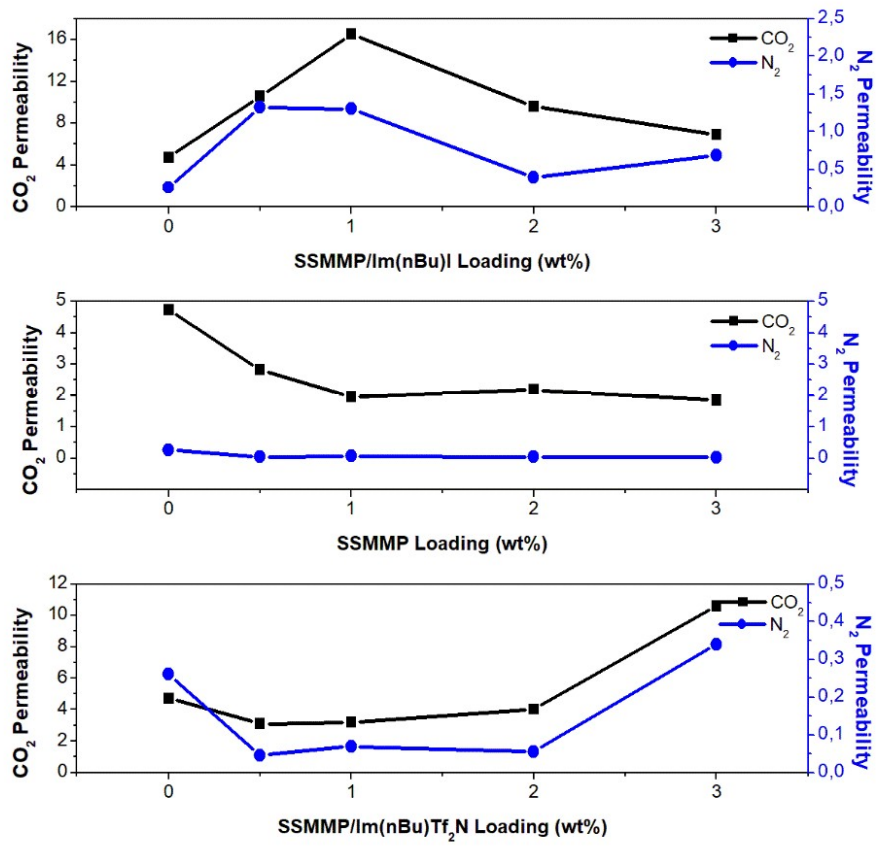 CO₂ Permeability
16
12
8
4
0
CO₂
N₂
2,5
2,0
1,5
1,0
0,5
0,0
N₂ Permeability
0 1 2 3
SSMMP/Im(nBu)I Loading (wt%)
CO₂ Permeability
5
4
3
2
1
0
CO₂
N₂
5
4
3
2
1
0
N₂ Permeability
0 1 2 3
SSMMP Loading (wt%)
CO₂ Permeability
12
10
8
6
4
2
0
CO₂
N₂
0,5
0,4
0,3
0,2
0,1
0,0
N₂ Permeability
0 1 2 3
SSMMP/Im(nBu)Tf₂N Loading (wt%)